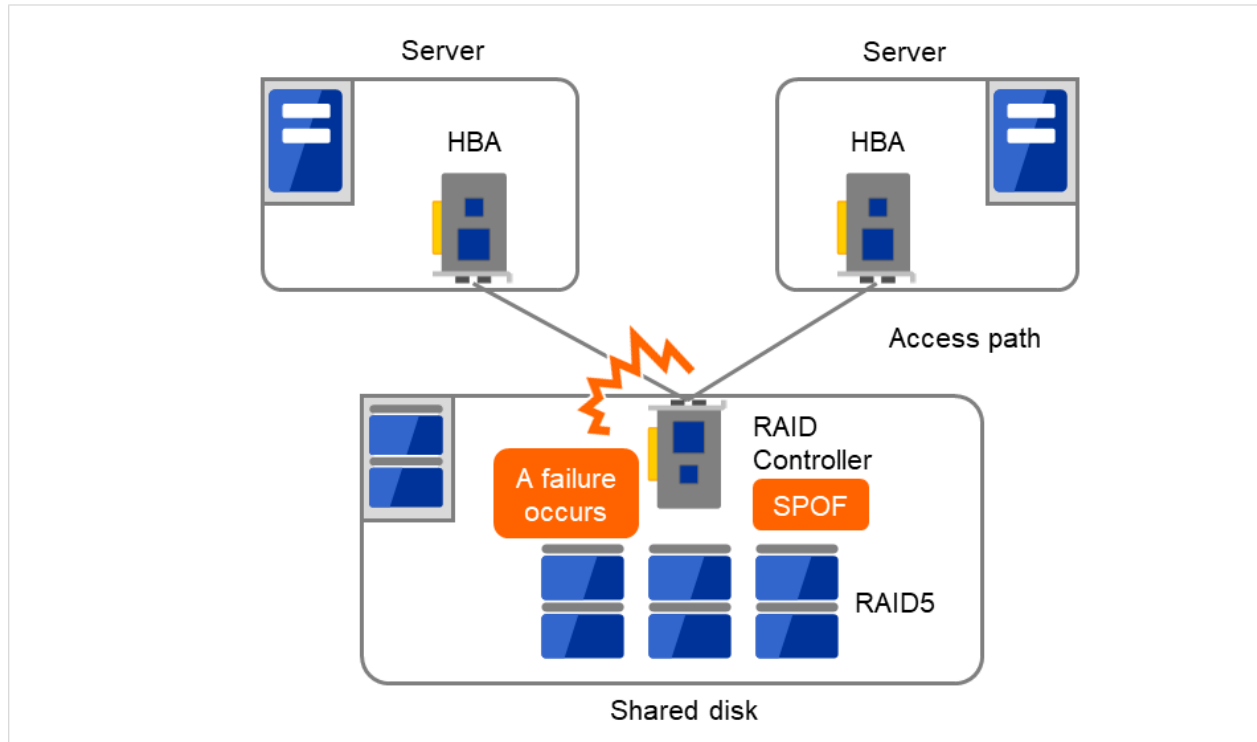 Server
Server
HBA
HBA
Access path
RAID
Controller
A failure
occurs
SPOF
RAID5
Shared disk